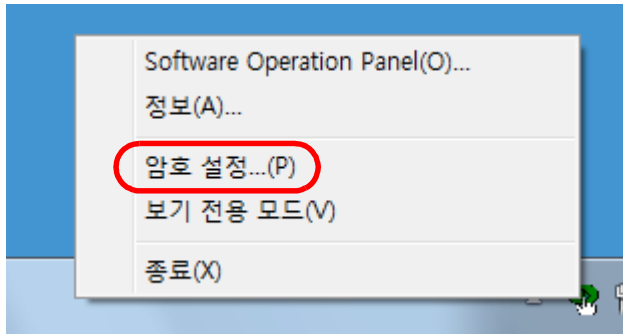 Software Operation Panel(O)...
정보(A)...
암호 설정...(P)
보기 전용 모드(V)
종료(X)